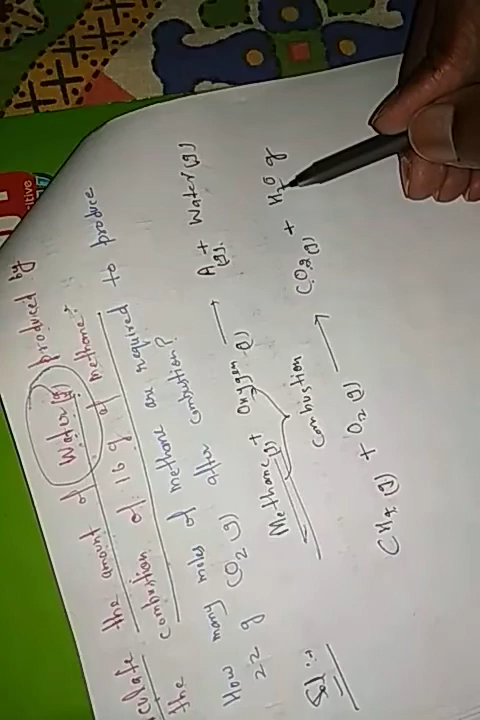 culate the amount of Water(g) produced by
the combustion of 16 g of methane?
How many moles of methane are required to produce
22 g CO2(g) after combustion?
Sol :n
Methane(g) + Oxygen(g) → A(g) + Water(g)
combustion
CH4(g) + O2(g) → CO2(g) + H2O g
itive